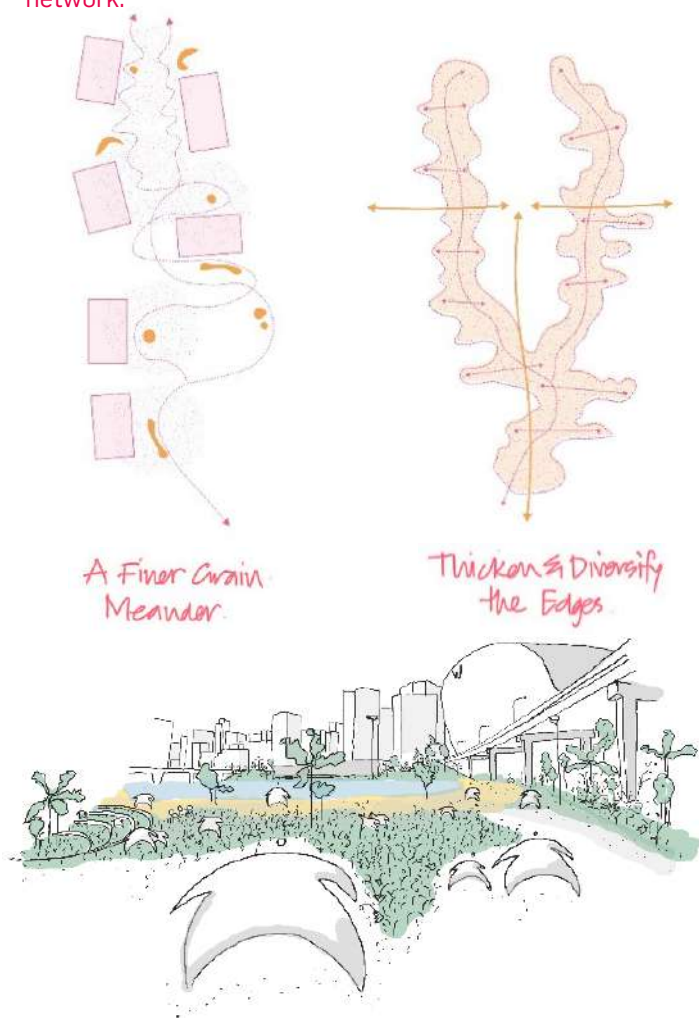 network.
A Finer Grain
Meander.
Thicken & Diversify
the Edges.